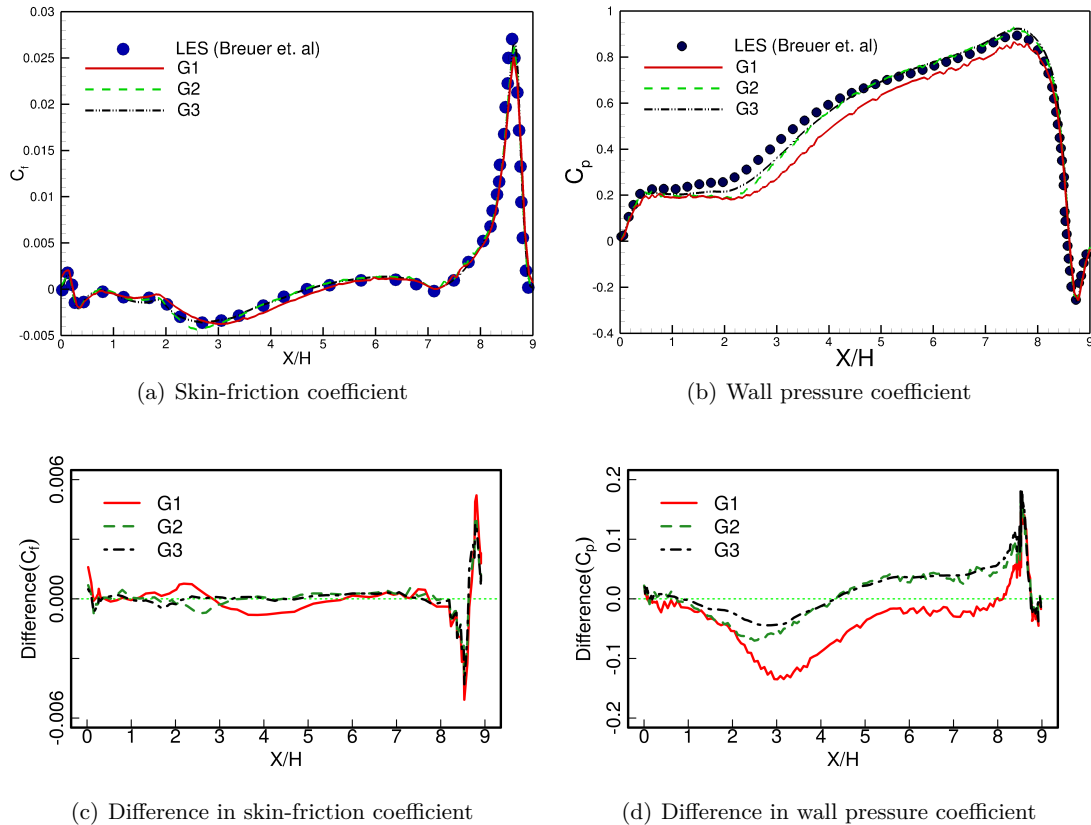 0.03
0.025
0.02
0.015
0.01
0.005
0
-0.005
C_f
LES (Breuer et. al)
G1
G2
G3
0 1 2 3 4 5 6 7 8 9
X/H
(a) Skin-friction coefficient
1
0.8
0.6
0.4
0.2
0
-0.2
-0.4
C_p
LES (Breuer et. al)
G1
G2
G3
0 1 2 3 4 5 6 7 8 9
X/H
(b) Wall pressure coefficient
0.006
0.000
-0.006
Difference(C_f)
G1
G2
G3
0 1 2 3 4 5 6 7 8 9
X/H
(c) Difference in skin-friction coefficient
0.2
0.1
0.0
-0.1
-0.2
Difference(C_p)
G1
G2
G3
0 1 2 3 4 5 6 7 8 9
X/H
(d) Difference in wall pressure coefficient